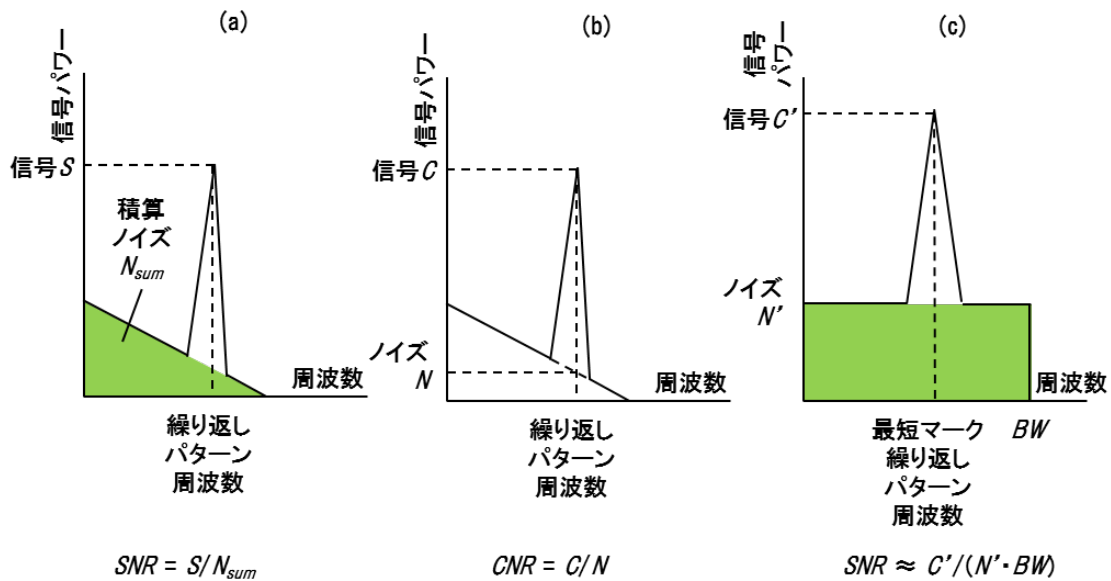 (a)
信号パワー
信号S
積算
ノイズ
Nsum
周波数
繰り返し
パターン
周波数
SNR = S/Nsum
(b)
信号パワー
信号C
ノイズ
N
周波数
繰り返し
パターン
周波数
CNR = C/N
(c)
信号
パワー
信号C’
ノイズ
N’
周波数
最短マーク
繰り返し
パターン
周波数
BW
SNR ≈ C’/(N’・BW)